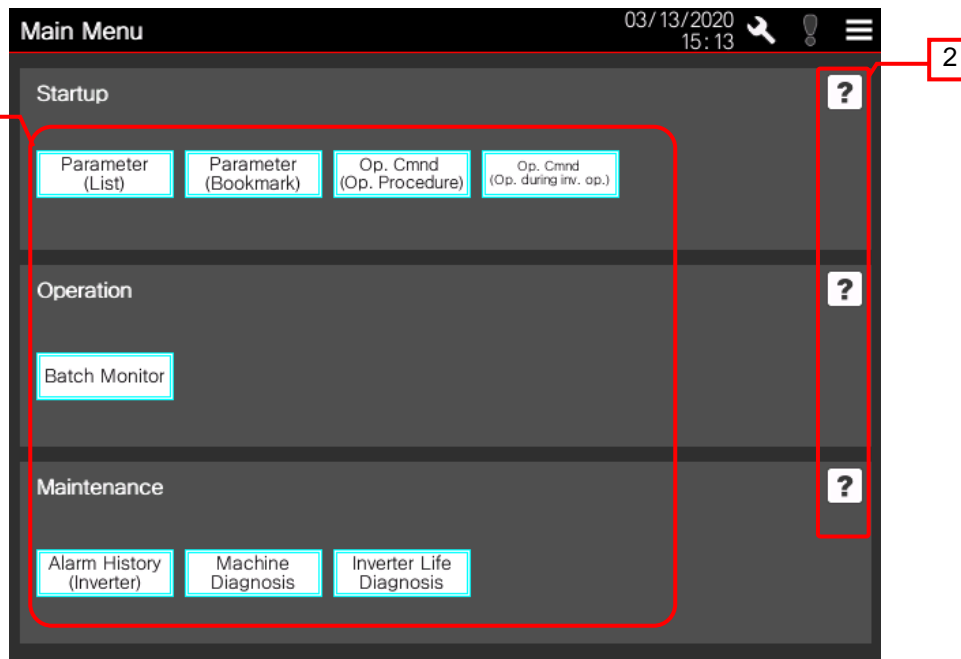 Main Menu
03/13/2020
15:13
2
Startup
?
Parameter
(List)
Parameter
(Bookmark)
Op. Cmnd
(Op. Procedure)
Op. Cmnd
(Op. during inv. op.)
Operation
?
Batch Monitor
Maintenance
?
Alarm History
(Inverter)
Machine
Diagnosis
Inverter Life
Diagnosis